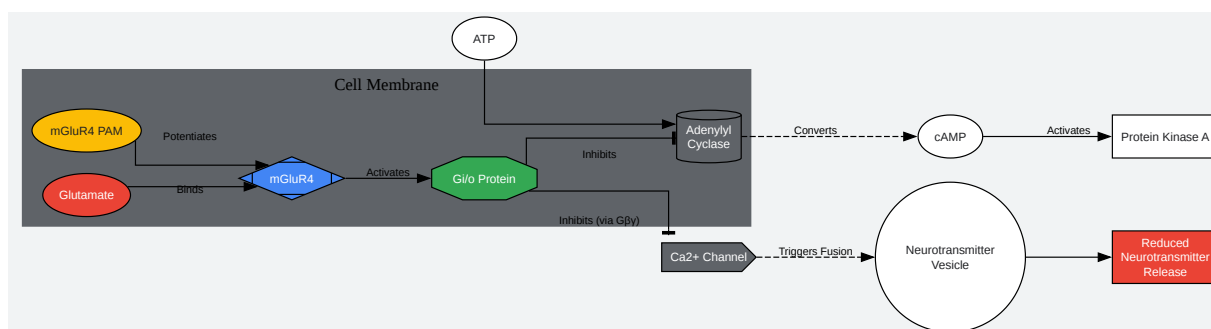 ATP
Cell Membrane
mGluR4 PAM
Potentiates
Adenylyl
Cyclase
Converts
cAMP
Activates
Protein Kinase A
Inhibits
Glutamate
Binds
mGluR4
Activates
Gi/o Protein
Inhibits (via Gβγ)
Ca2+ Channel
Triggers Fusion
Neurotransmitter
Vesicle
Reduced
Neurotransmitter
Release